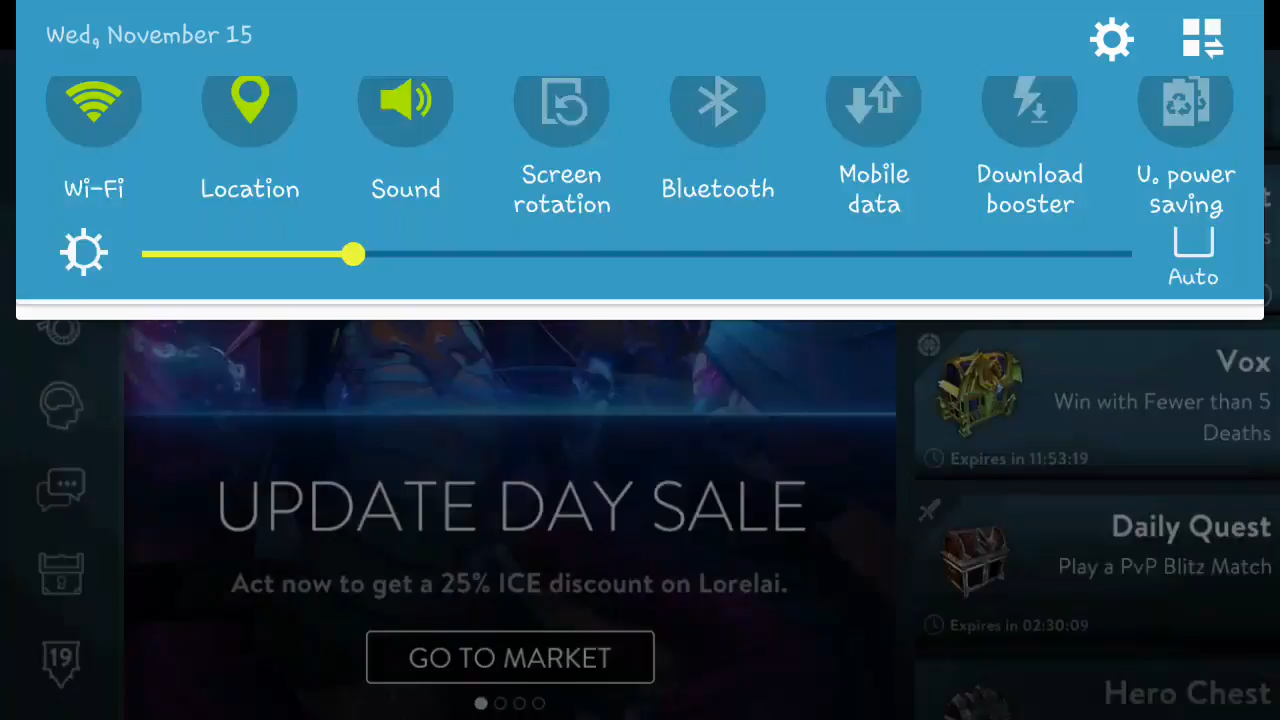 Wed, November 15
Wi-Fi
Location
Sound
Screen rotation
Bluetooth
Mobile data
Download booster
U. power saving
Auto
Vox
Win with Fewer than 5
Deaths
Expires in 11:53:19
UPDATE DAY SALE
Act now to get a 25% ICE discount on Lorelai.
GO TO MARKET
Daily Quest
Play a PvP Blitz Match
Expires in 02:30:09
Hero Chest
19